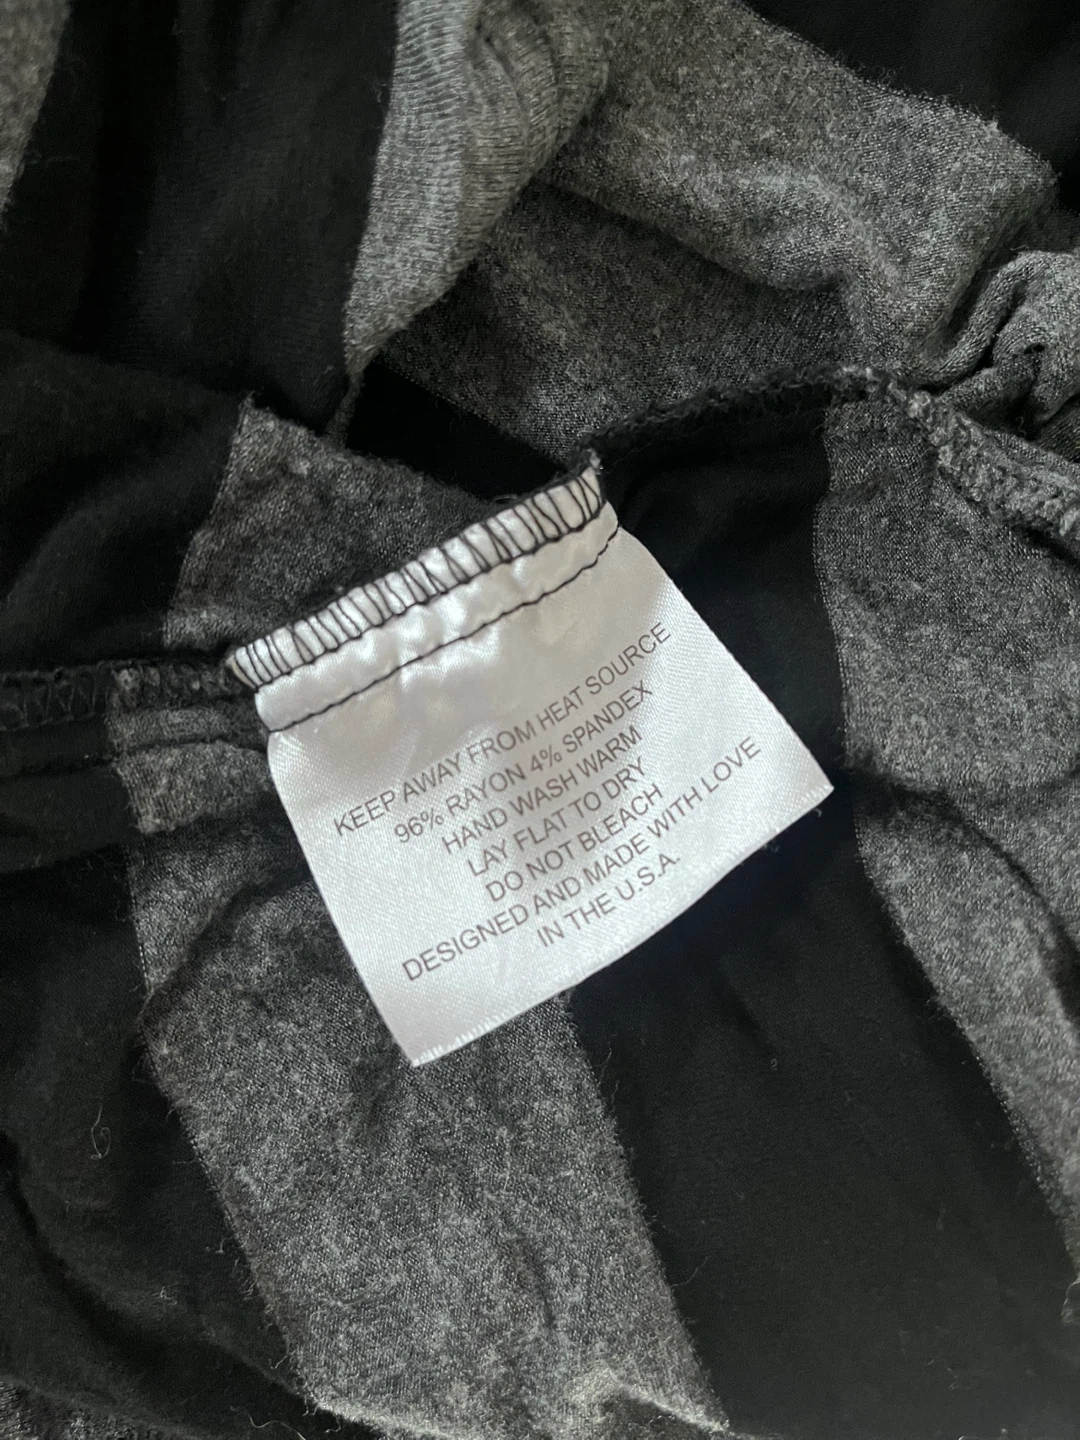 KEEP AWAY FROM HEAT SOURCE
96% RAYON 4% SPANDEX
HAND WASH WARM
LAY FLAT TO DRY
DO NOT BLEACH
DESIGNED AND MADE WITH LOVE
IN THE U.S.A.